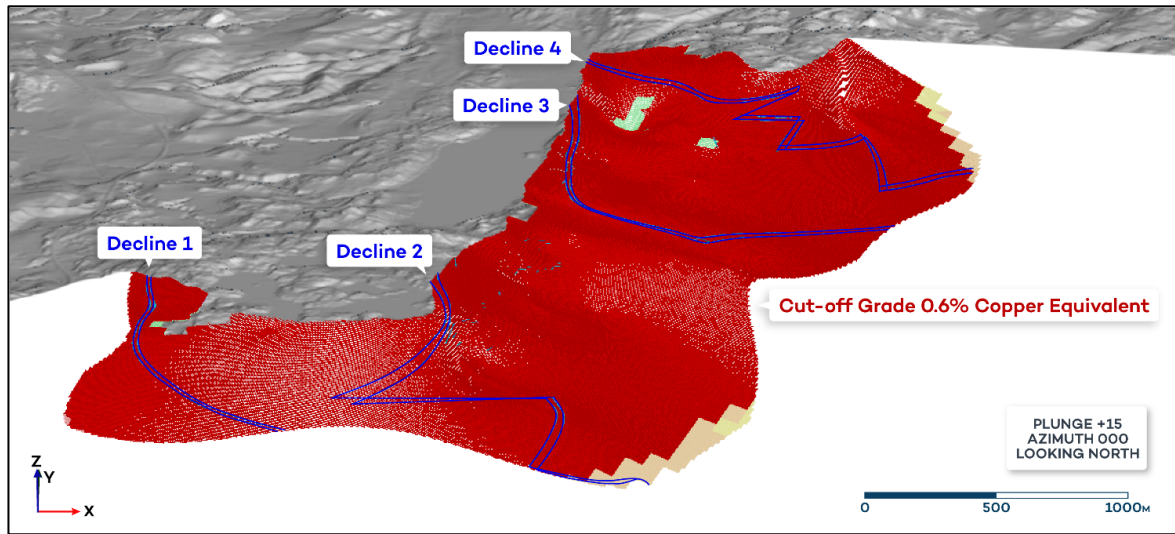 Decline 4
Decline 3
Decline 1
Decline 2
Cut-off Grade 0.6% Copper Equivalent
PLUNGE +15
AZIMUTH 000
LOOKING NORTH
Z
Y
X
0
500
1000M